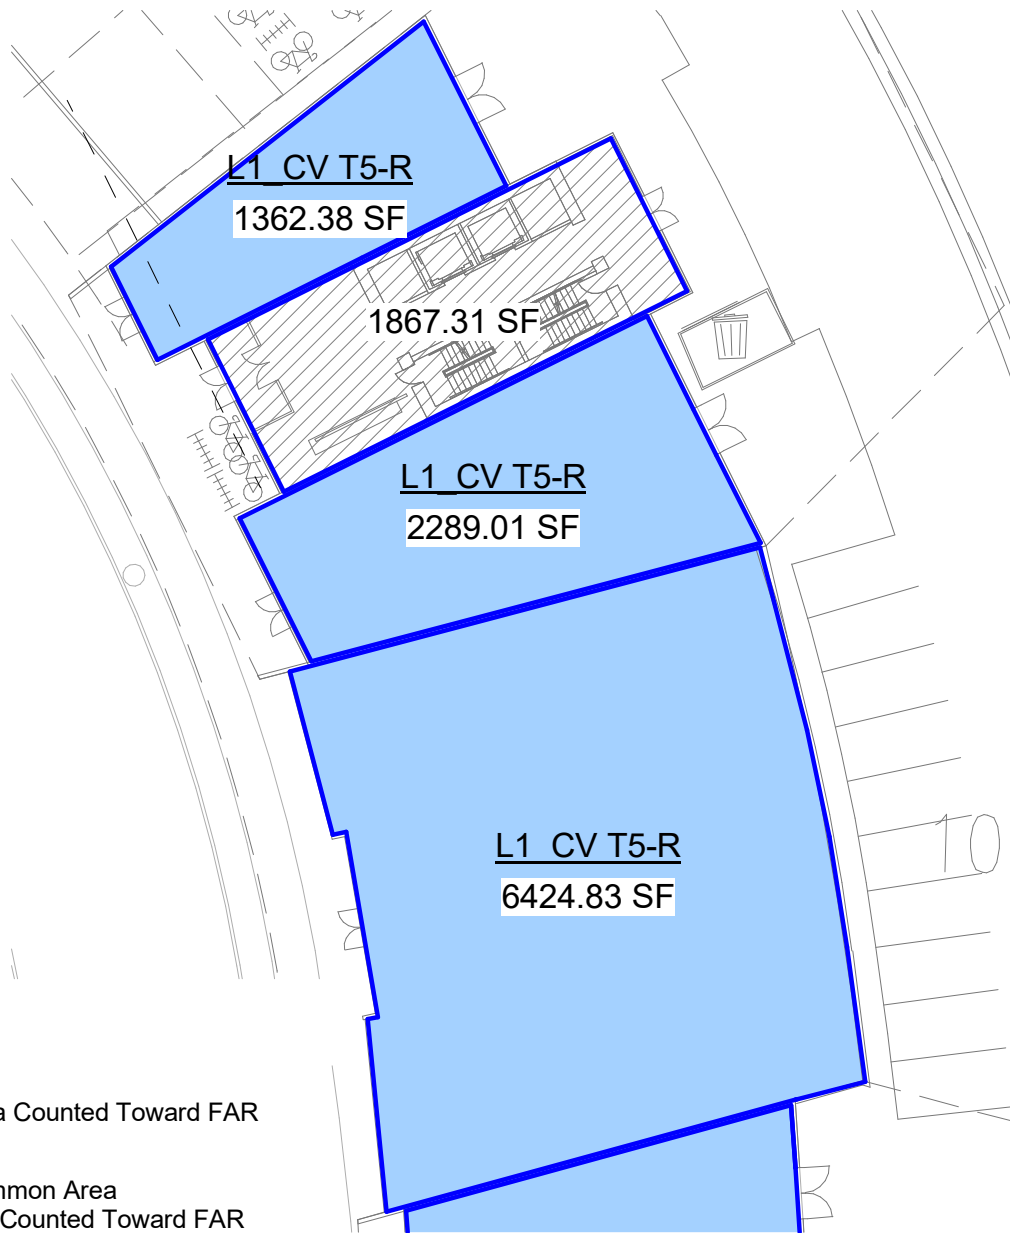 L1_CV T5-R
1362.38 SF
1867.31 SF
L1_CV T5-R
2289.01 SF
L1_CV T5-R
6424.83 SF
10
a Counted Toward FAR
nmon Area
Counted Toward FAR